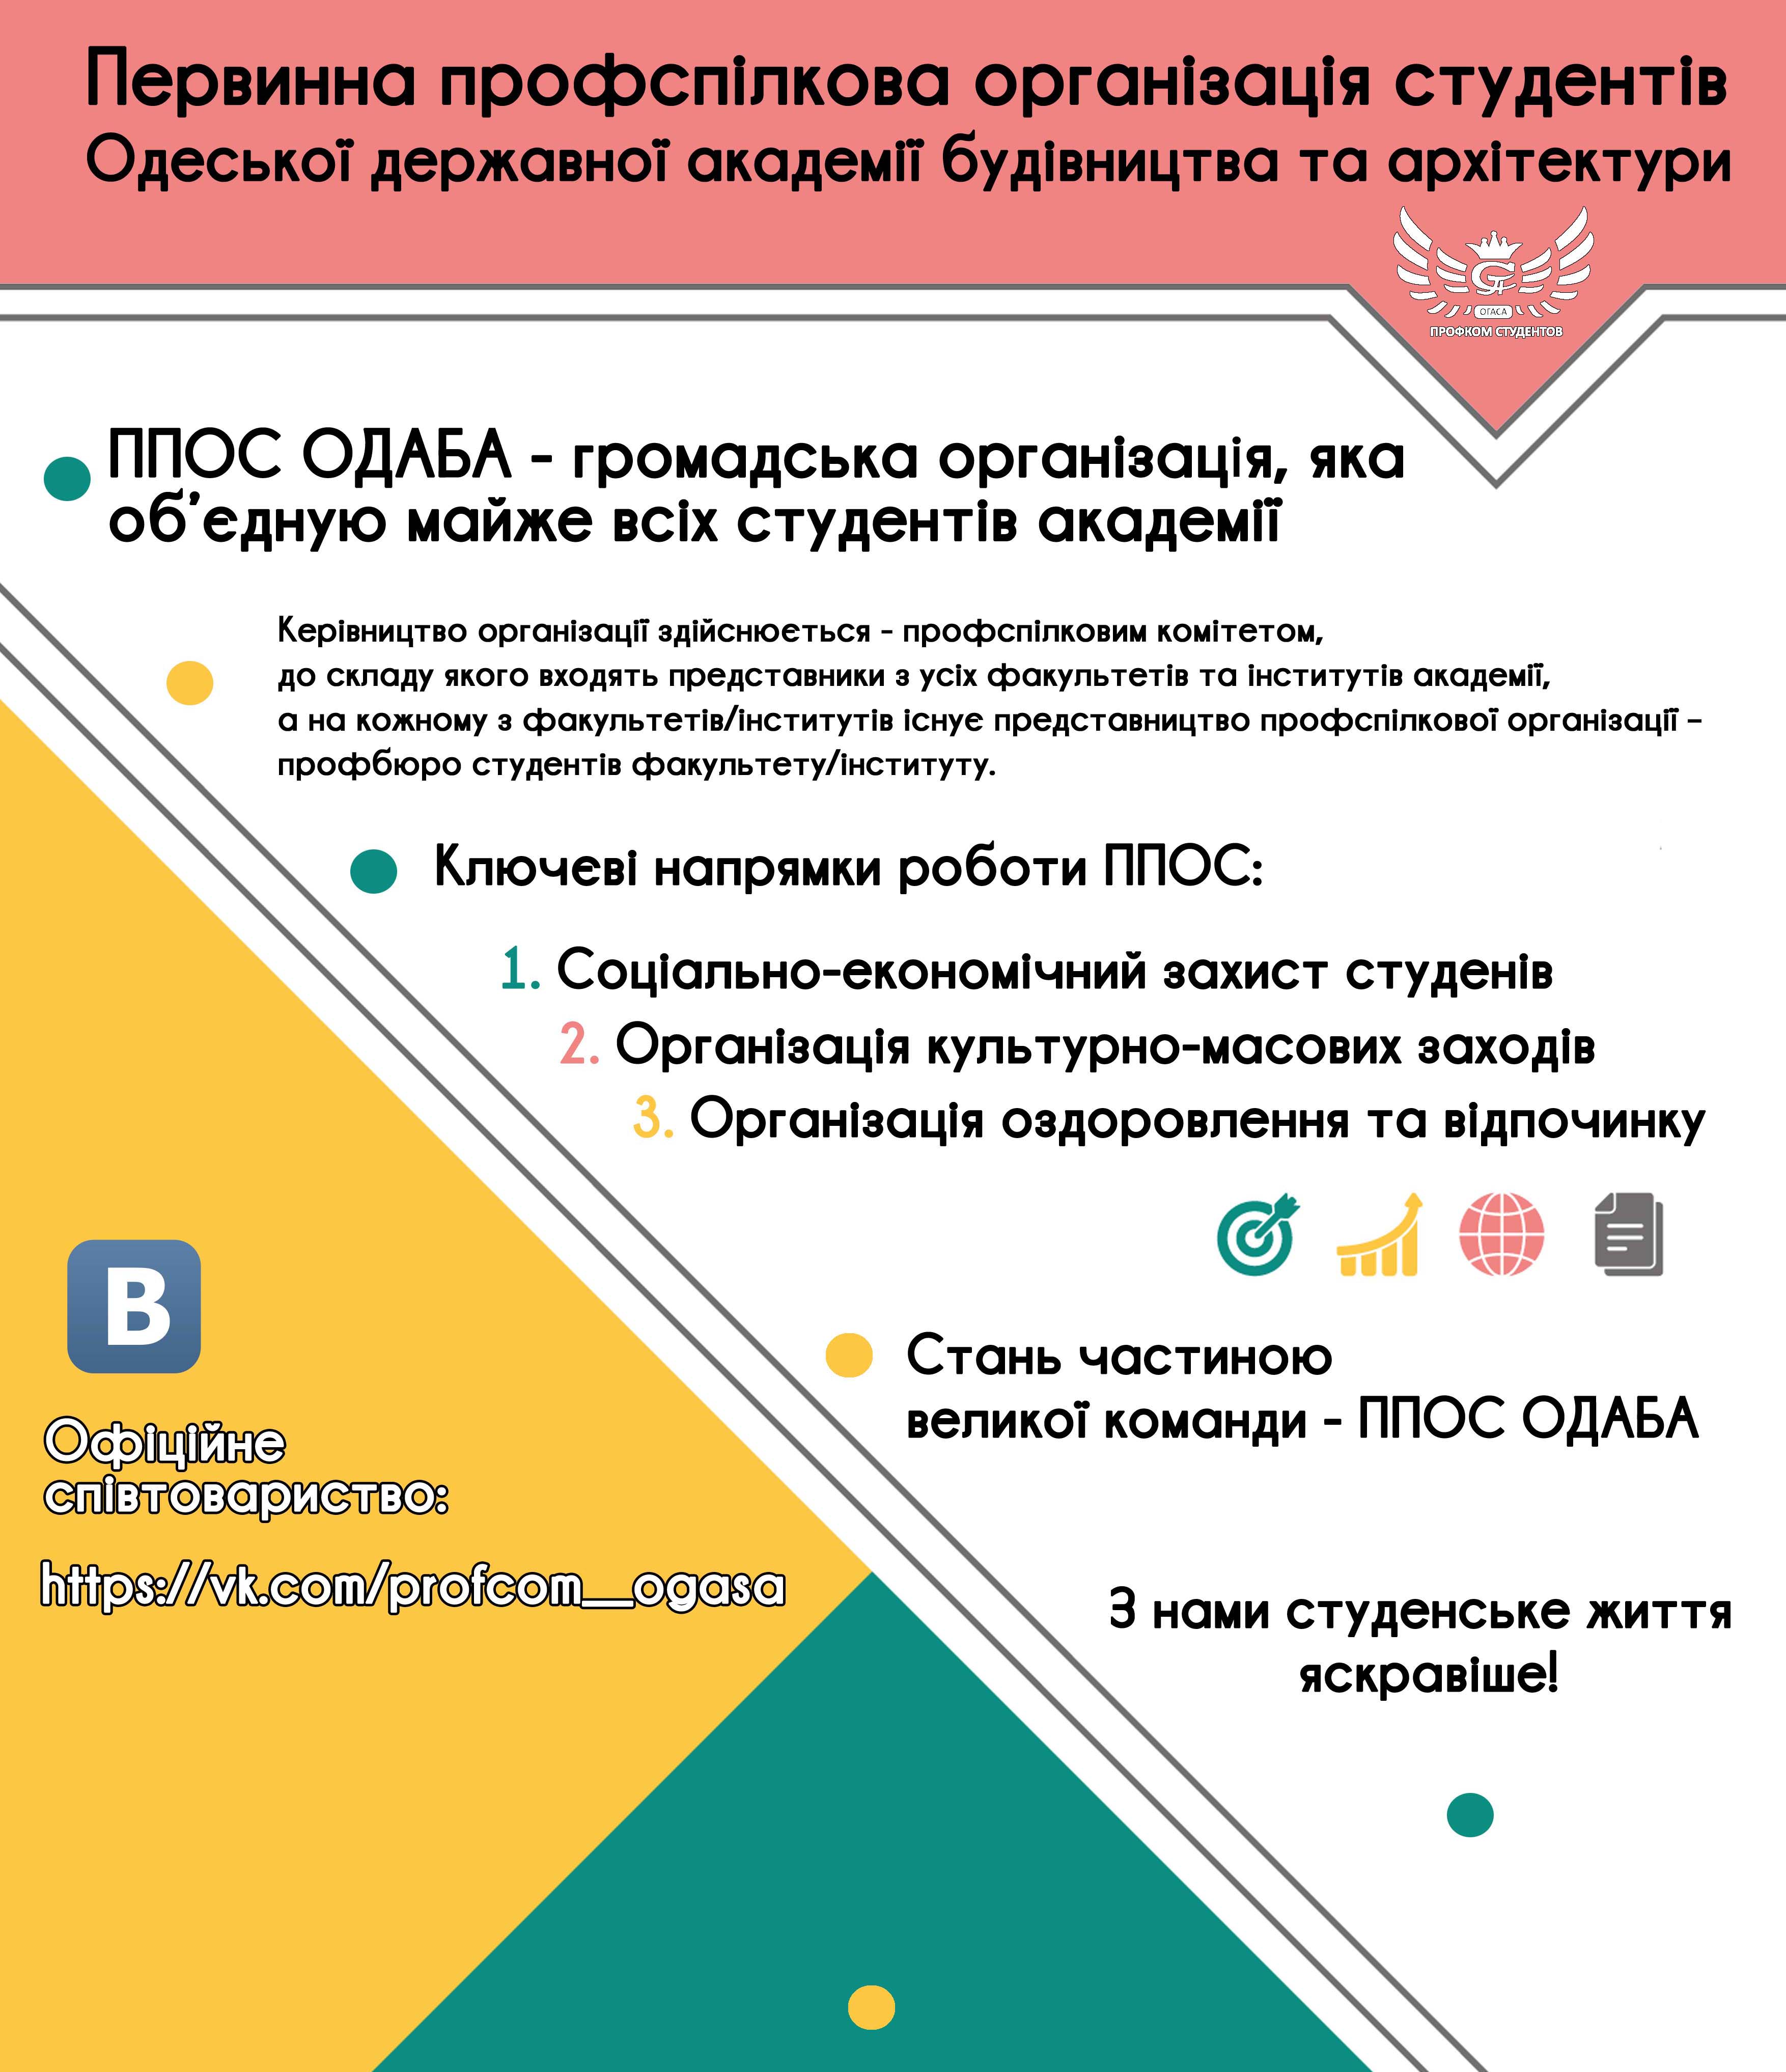 Первинна профспілкова організація студентів
Одеської державної академії будівництва та архітектури
ОГАСА
ПРОФКОМ СТУДЕНТОВ
ППОС ОДАБА - громадська організація, яка
об'єдную майже всіх студентів академії
Керівництво організації здійснюється - профспілковим комітетом,
до складу якого входять представники з усіх факультетів та інститутів академії,
а на кожному з факультетів/інститутів існує представництво профспілкової організації –
профбюро студентів факультету/інституту.
Ключеві напрямки роботи ППОС:
1. Соціально-економічний захист студенів
2. Організація культурно-масових заходів
3. Організація оздоровлення та відпочинку
В
Стань частиною
великої команди - ППОС ОДАБА
Офіційне
співтовариство:
https://vk.com/profcom__ogasa
З нами студенське життя
яскравіше!